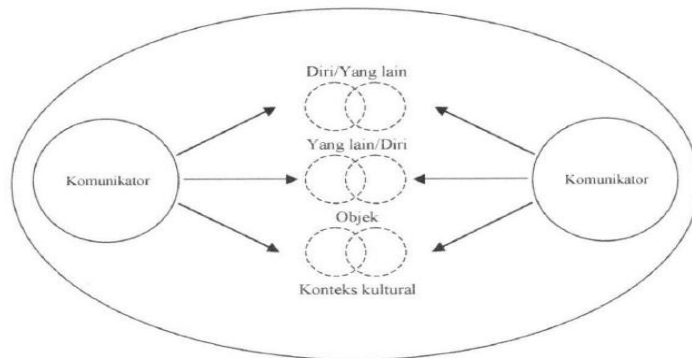 Diri/Yang lain
Komunikator
Yang lain/Diri
Komunikator
Objek
Konteks kultural